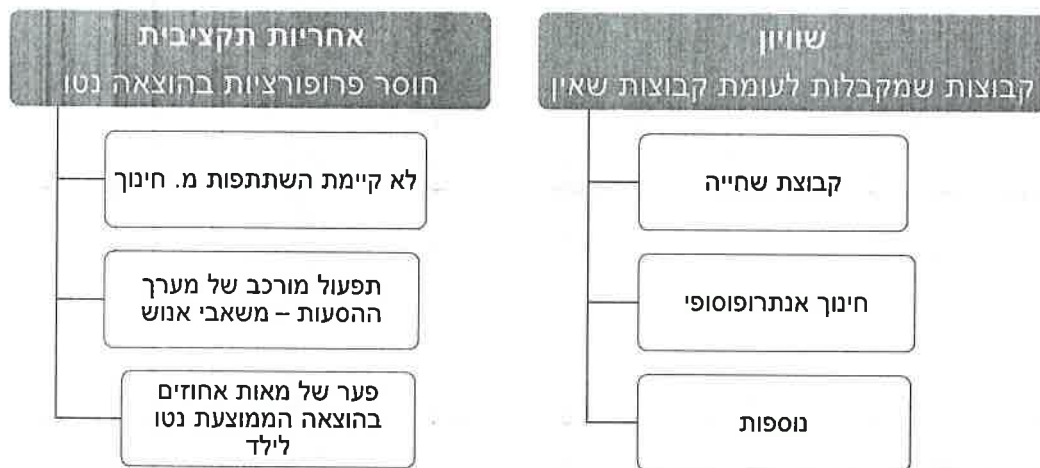 שוויון
קבוצות שמקבלות לעומת קבוצות שאין
קבוצת שחייה
חינוך אנתרופוסופי
נוספות
אחריות תקציבית
חוסר פרופורציות בהוצאה נטו
לא קיימת השתתפות מ. חינוך
תפעול מורכב של מערך
ההסעות – משאבי אנוש
פער של מאות אחוזים
בהוצאה הממוצעת נטו
לילד